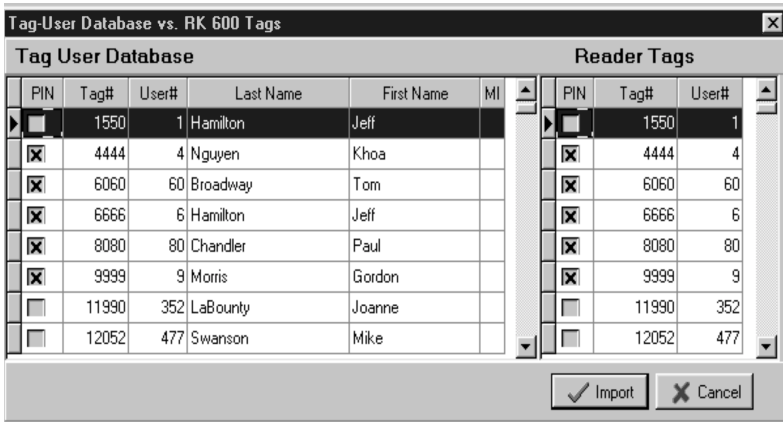 Tag-User Database vs. RK 600 Tags
Tag User Database Reader Tags
PIN Tag# User# Last Name First Name MI PIN Tag# User#
1550 1 Hamilton Jeff 1550 1
4444 4 Nguyen Khoa 4444 4
6060 60 Broadway Tom 6060 60
6666 6 Hamilton Jeff 6666 6
8080 80 Chandler Paul 8080 80
9999 9 Morris Gordon 9999 9
11990 352 LaBounty Joanne 11990 352
12052 477 Swanson Mike 12052 477
Import Cancel